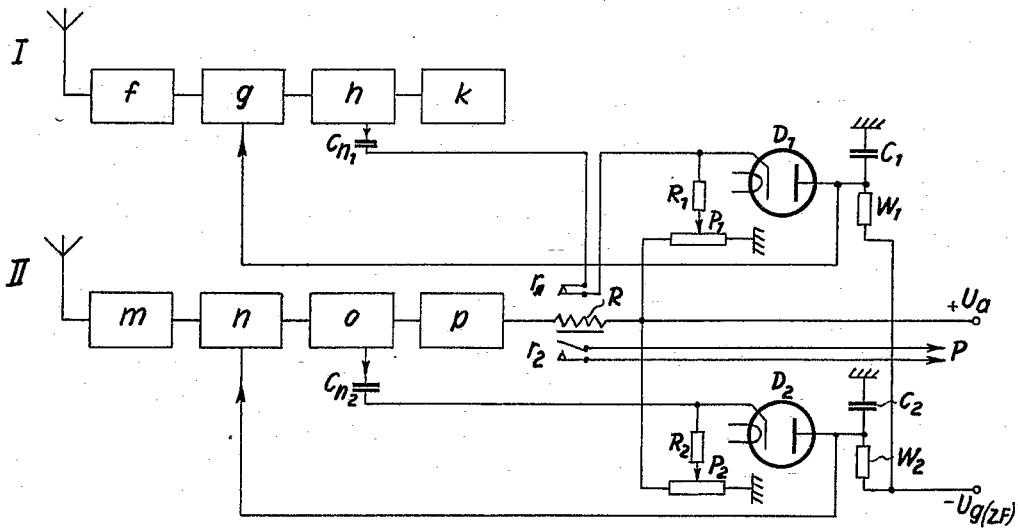 I
f g h k
Cn1
D1
C1
R1
P1
W1
II
r1
R
+Ua
m n o p
r2
P
Cn2
D2
C2
R2
P2
W2
-Ug(ZF)